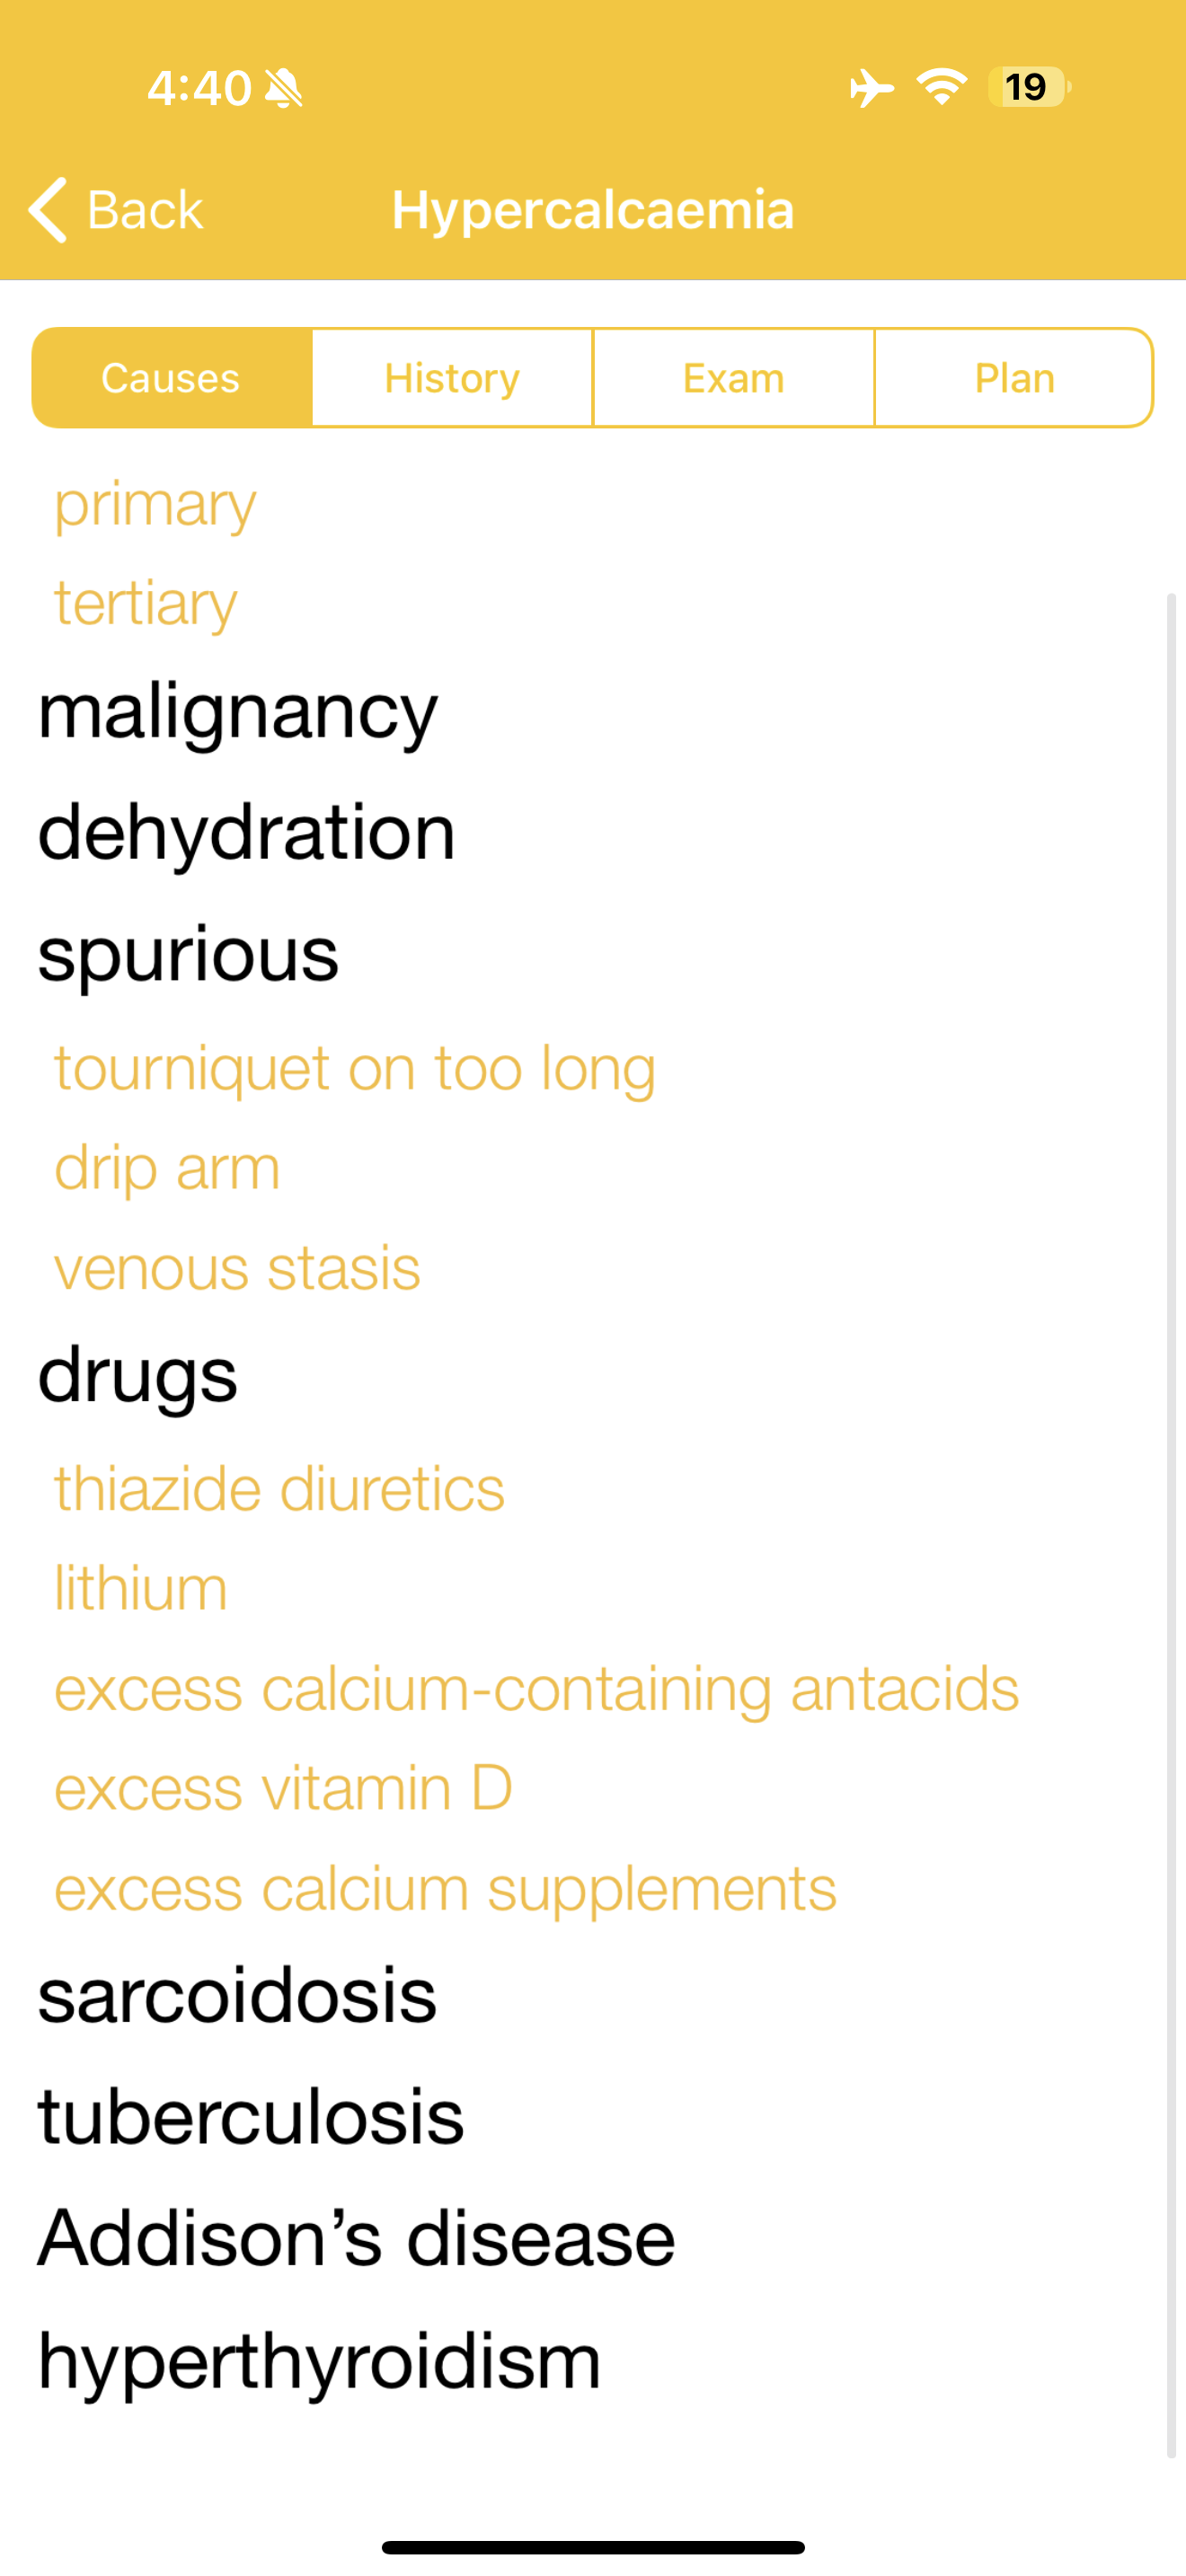 4:40
19
Back
Hypercalcaemia
Causes
History
Exam
Plan
primary
tertiary
malignancy
dehydration
spurious
tourniquet on too long
drip arm
venous stasis
drugs
thiazide diuretics
lithium
excess calcium-containing antacids
excess vitamin D
excess calcium supplements
sarcoidosis
tuberculosis
Addison’s disease
hyperthyroidism